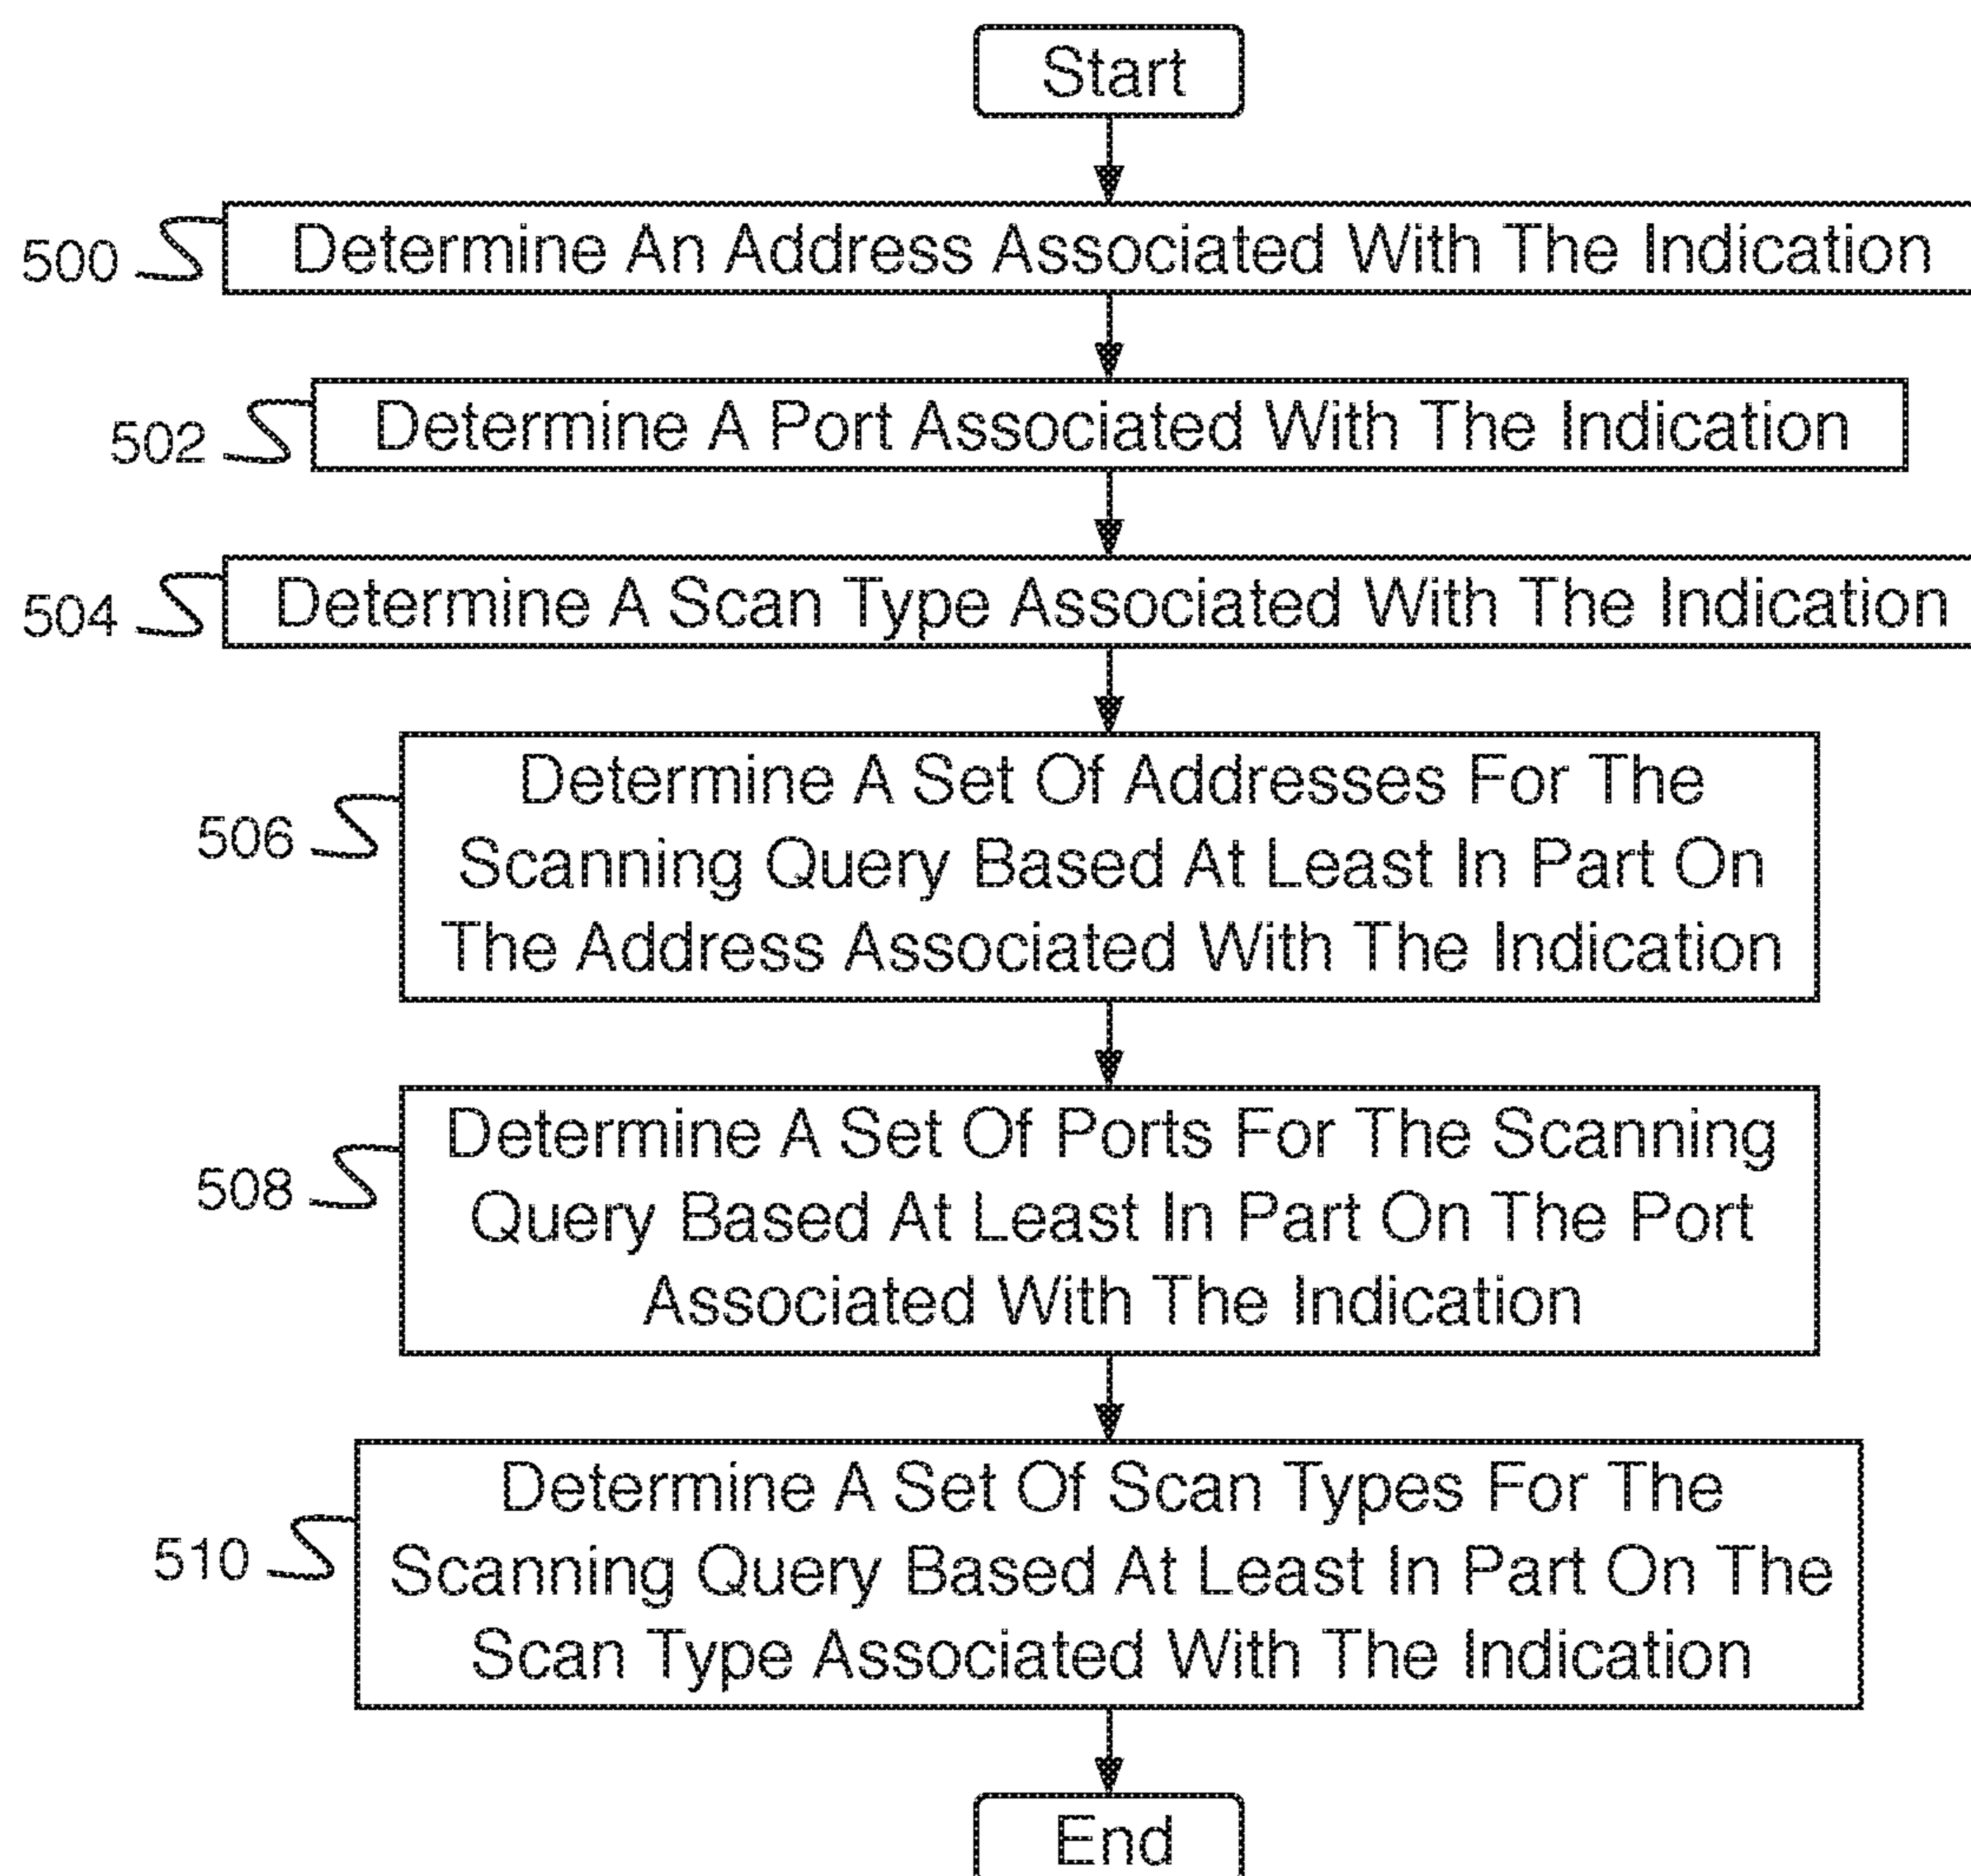 Start
500
Determine An Address Associated With The Indication
502
Determine A Port Associated With The Indication
504
Determine A Scan Type Associated With The Indication
506
Determine A Set Of Addresses For The
Scanning Query Based At Least In Part On
The Address Associated With The Indication
508
Determine A Set Of Ports For The Scanning
Query Based At Least In Part On The Port
Associated With The Indication
510
Determine A Set Of Scan Types For The
Scanning Query Based At Least In Part On The
Scan Type Associated With The Indication
End